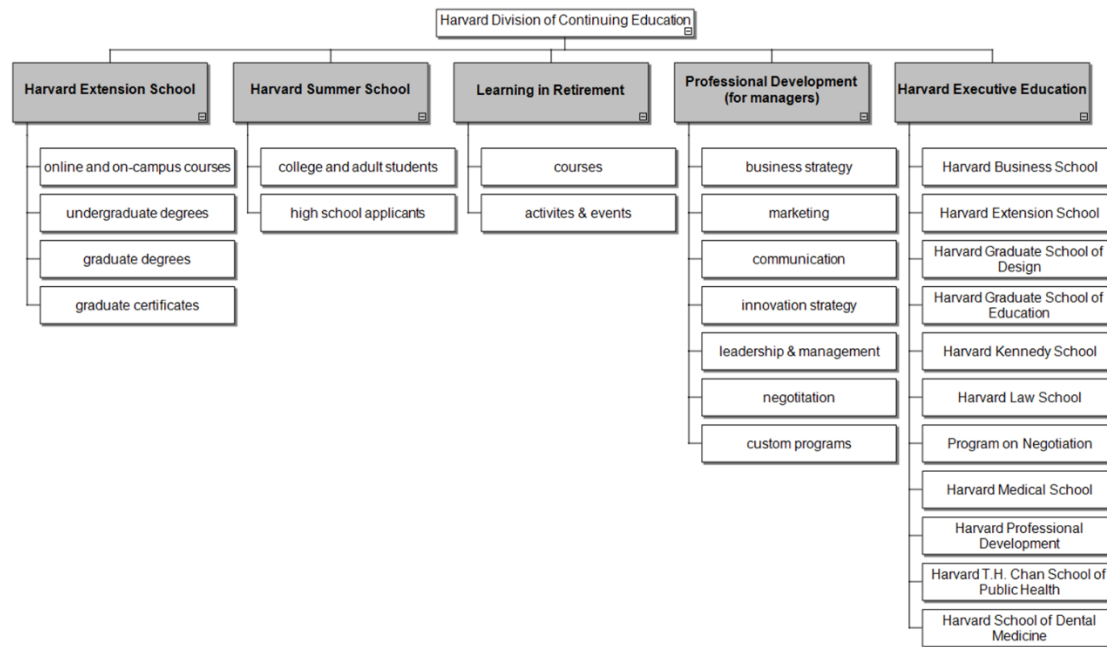 Harvard Division of Continuing Education
Harvard Extension School
online and on-campus courses
undergraduate degrees
graduate degrees
graduate certificates
Harvard Summer School
college and adult students
high school applicants
Learning in Retirement
courses
activites & events
Professional Development
(for managers)
business strategy
marketing
communication
innovation strategy
leadership & management
negotitation
custom programs
Harvard Executive Education
Harvard Business School
Harvard Extension School
Harvard Graduate School of
Design
Harvard Graduate School of
Education
Harvard Kennedy School
Harvard Law School
Program on Negotiation
Harvard Medical School
Harvard Professional
Development
Harvard T.H. Chan School of
Public Health
Harvard School of Dental
Medicine